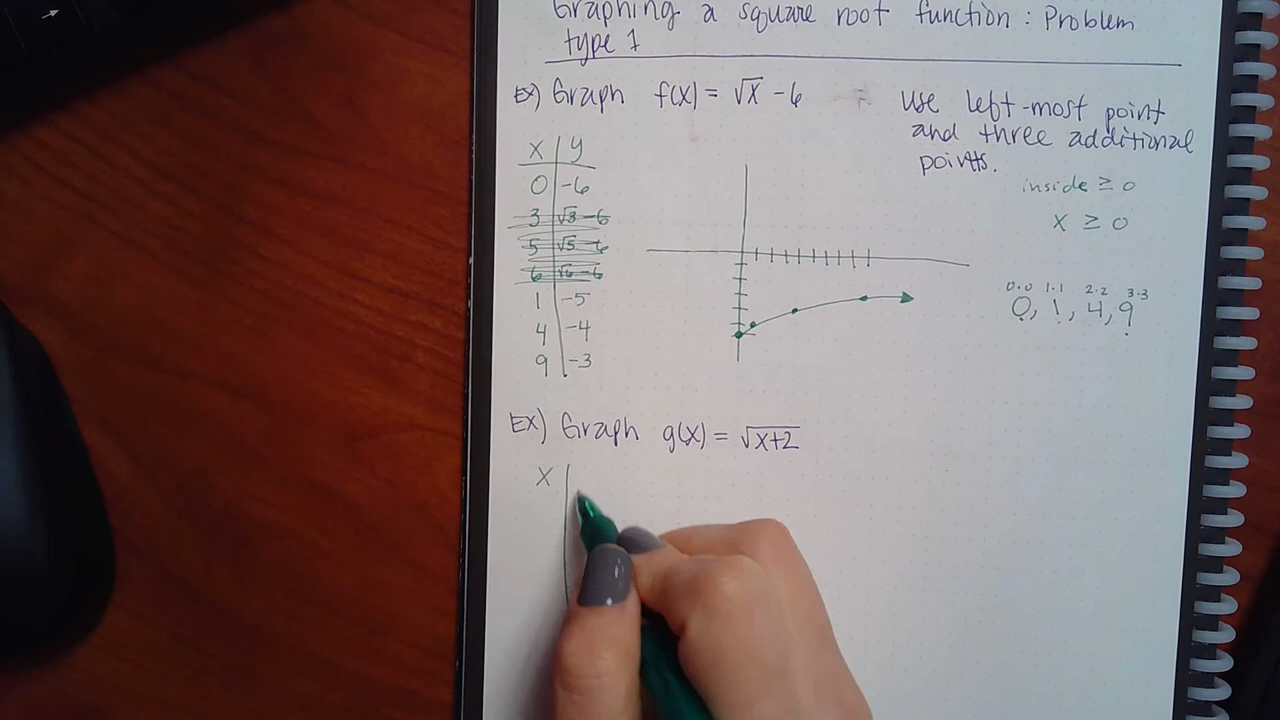 Graphing a square root function: Problem
type 1
Ex) Graph f(x) = √x - 6
use left-most point
and three additional
points.
inside ≥ 0
x ≥ 0
x | y
0 | -6
3 | √3 - 6
5 | √5 - 6
6 | √6 - 6
1 | -5
4 | -4
9 | -3
0·0 1·1 2·2 3·3
0, 1, 4, 9
Ex) Graph g(x) = √x+2
x